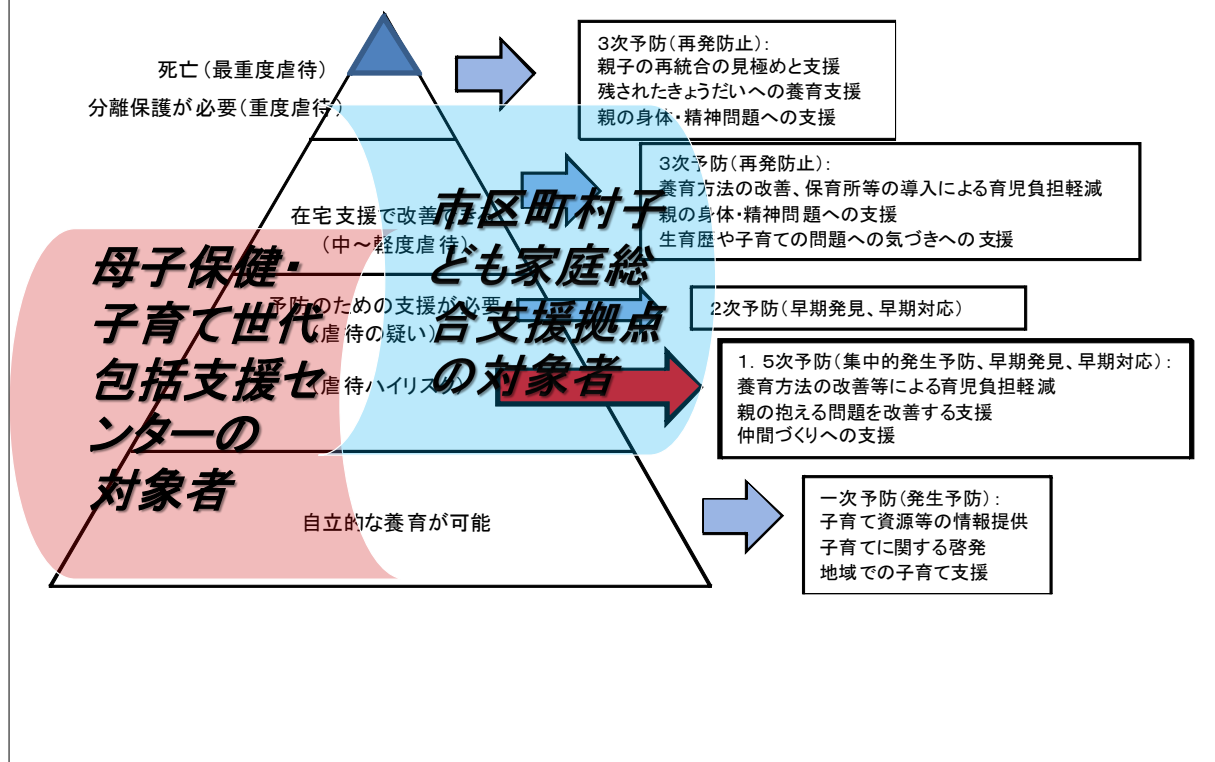 死亡（最重度虐待）
分離保護が必要（重度虐待）
3次予防（再発防止）：
親子の再統合の見極めと支援
残されたきょうだいへの養育支援
親の身体・精神問題への支援
在宅支援で改善できる
（中～軽度虐待）
3次予防（再発防止）：
養育方法の改善、保育所等の導入による育児負担軽減
親の身体・精神問題への支援
生育歴や子育ての問題への気づきへの支援
予防のための支援が必要
（虐待の疑い）
2次予防（早期発見、早期対応）
（虐待ハイリスク）
1．5次予防（集中的発生予防、早期発見、早期対応）：
養育方法の改善等による育児負担軽減
親の抱える問題を改善する支援
仲間づくりへの支援
自立的な養育が可能
一次予防（発生予防）：
子育て資源等の情報提供
子育てに関する啓発
地域での子育て支援
母子保健・
子育て世代
包括支援セ
ンターの
対象者
市区町村子
ども家庭総
合支援拠点
の対象者